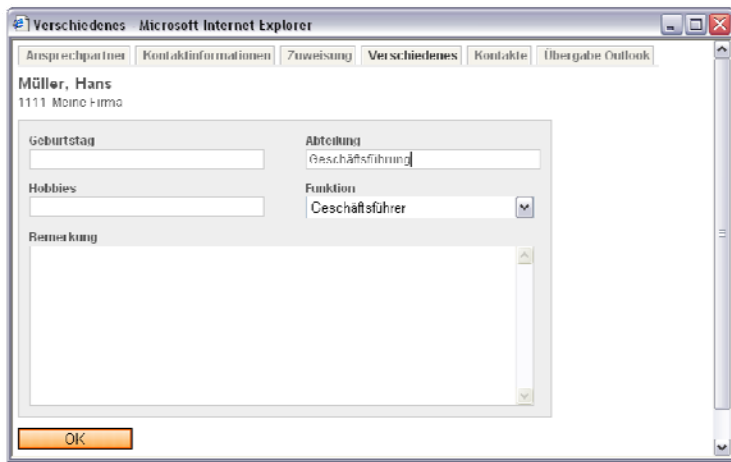 Verschiedenes - Microsoft Internet Explorer
Ansprechpartner Kontaktinformationen Zuweisung Verschiedenes Kontakte Übergabe Outlook
Müller, Hans
1111 Meine Firma
Geburtstag Abteilung
Geschäftsführung
Hobbies Funktion
Geschäftsführer
Bemerkung
OK